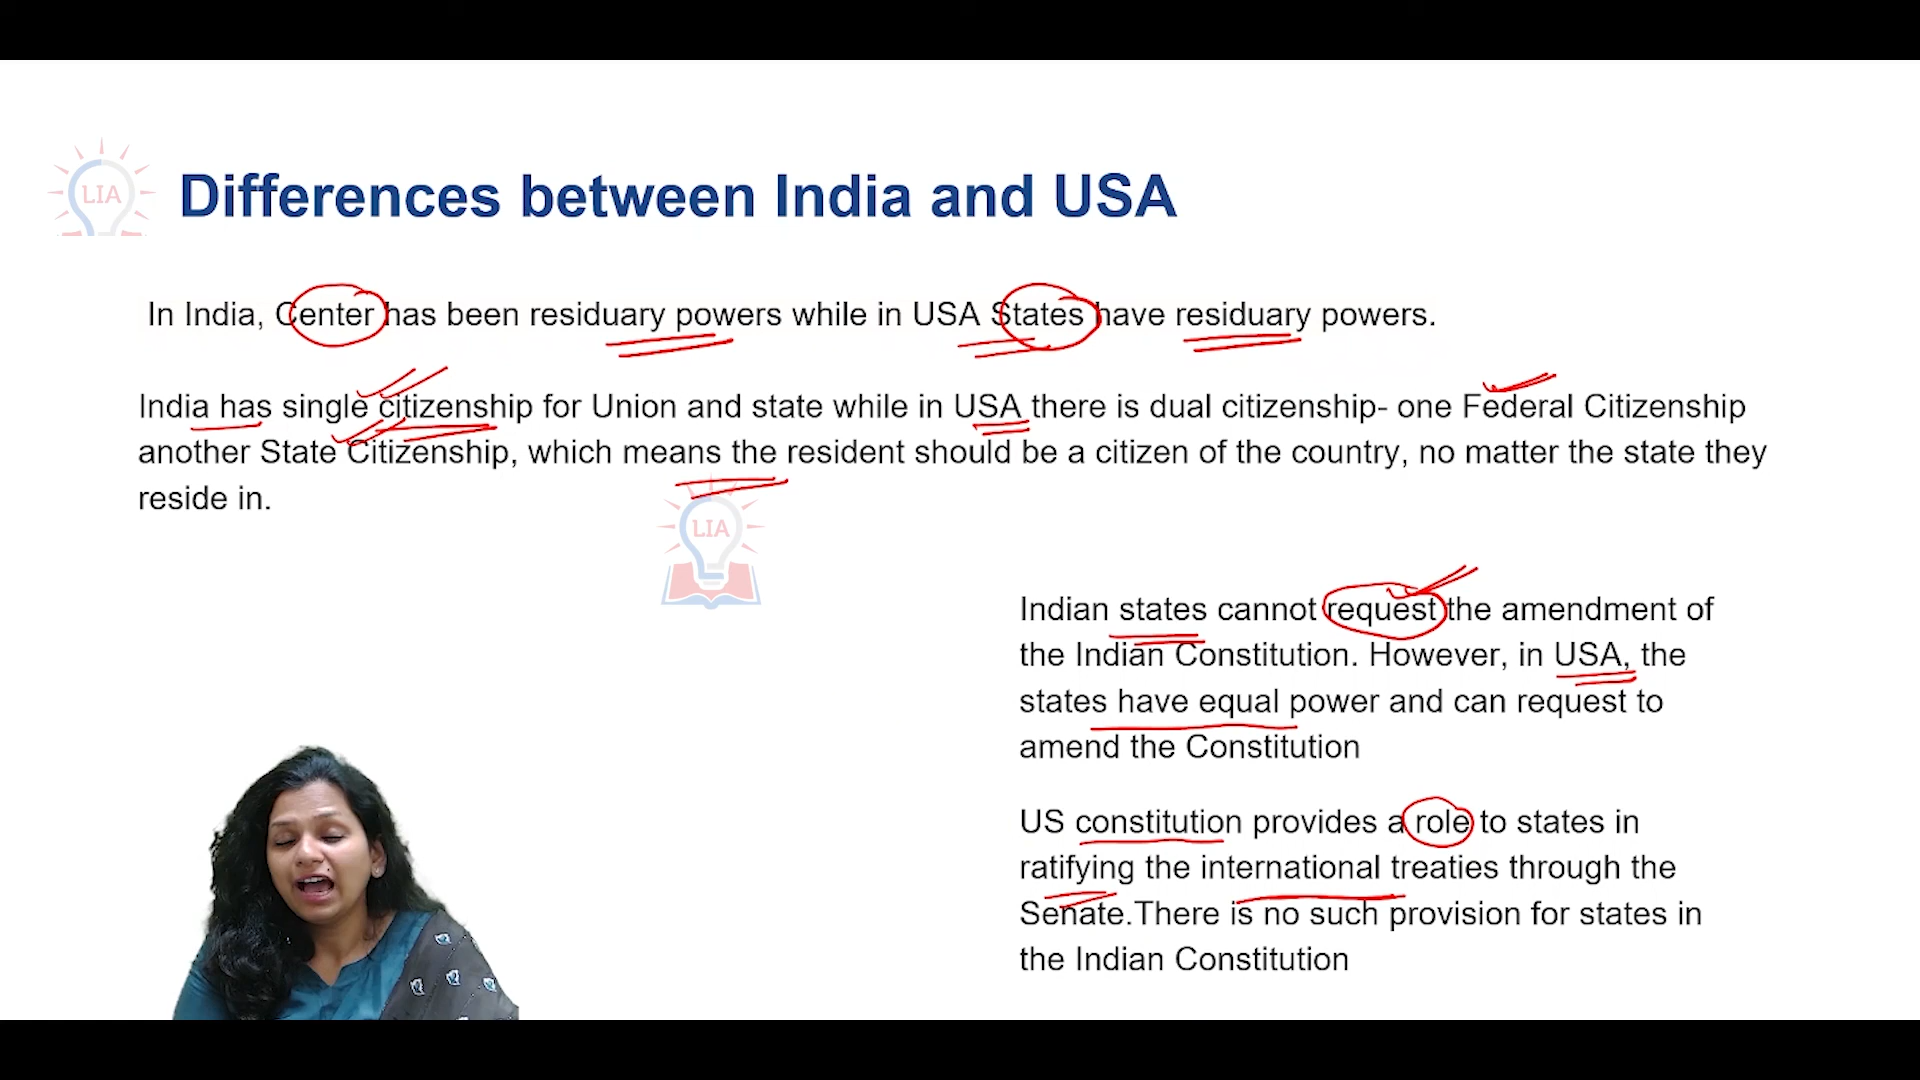 LIA
Differences between India and USA
In India, Center has been residuary powers while in USA States have residuary powers.
India has single citizenship for Union and state while in USA there is dual citizenship- one Federal Citizenship
another State Citizenship, which means the resident should be a citizen of the country, no matter the state they
reside in.
LIA
Indian states cannot request the amendment of
the Indian Constitution. However, in USA, the
states have equal power and can request to
amend the Constitution
US constitution provides a role to states in
ratifying the international treaties through the
Senate.There is no such provision for states in
the Indian Constitution